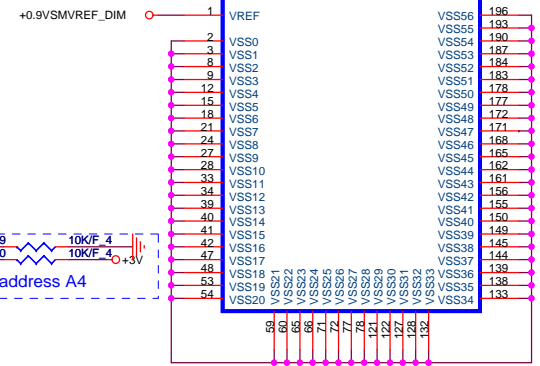 +0.9VSMVREF_DIM
1 VREF
2 VSS0
3 VSS1
8 VSS2
9 VSS3
12 VSS4
15 VSS5
18 VSS6
21 VSS7
24 VSS8
27 VSS9
28 VSS10
33 VSS11
34 VSS12
39 VSS13
40 VSS14
41 VSS15
42 VSS16
47 VSS17
48 VSS18
53 VSS19
54 VSS20
VSS56 196
VSS55 193
VSS54 190
VSS53 187
VSS52 184
VSS51 183
VSS50 178
VSS49 177
VSS48 172
VSS47 171
VSS46 168
VSS45 165
VSS44 162
VSS43 161
VSS42 156
VSS41 155
VSS40 150
VSS39 149
VSS38 145
VSS37 144
VSS36 139
VSS35 138
VSS34 133
59 VSS21
60 VSS22
65 VSS23
66 VSS24
71 VSS25
72 VSS26
77 VSS27
78 VSS28
121 VSS29
122 VSS30
127 VSS31
128 VSS32
132 VSS33
9 10K/F_4
0 10K/F_4
+3V
address A4